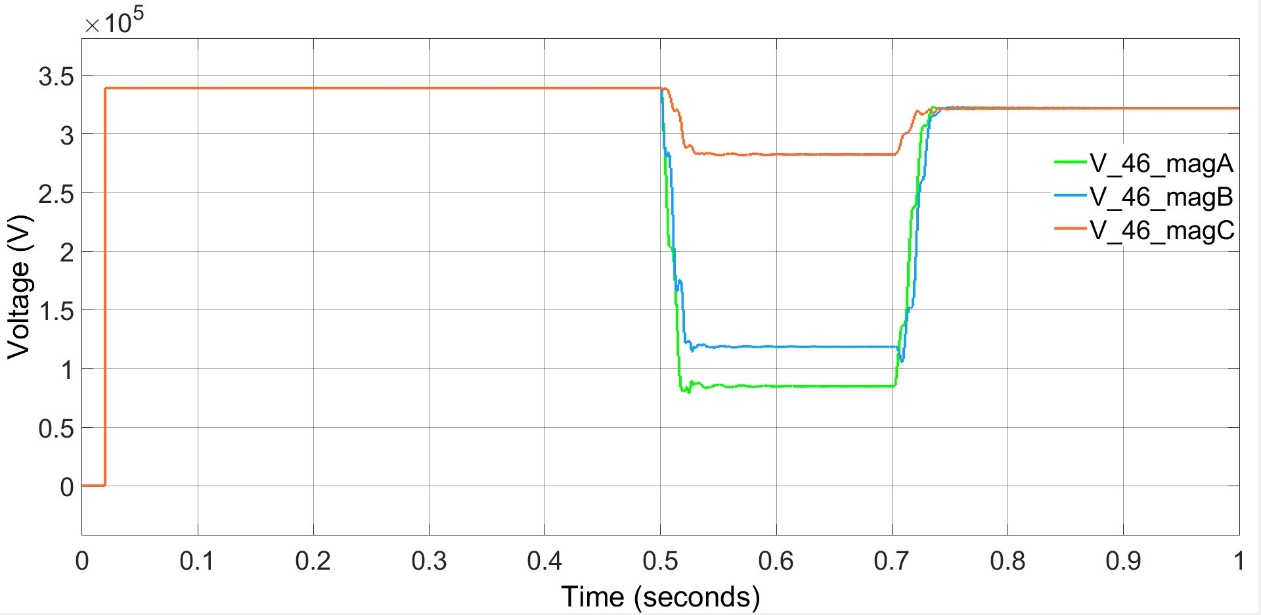 ×10⁵
3.5
3
2.5
2
1.5
1
0.5
0
Voltage (V)
V_46_magA
V_46_magB
V_46_magC
0 0.1 0.2 0.3 0.4 0.5 0.6 0.7 0.8 0.9 1
Time (seconds)